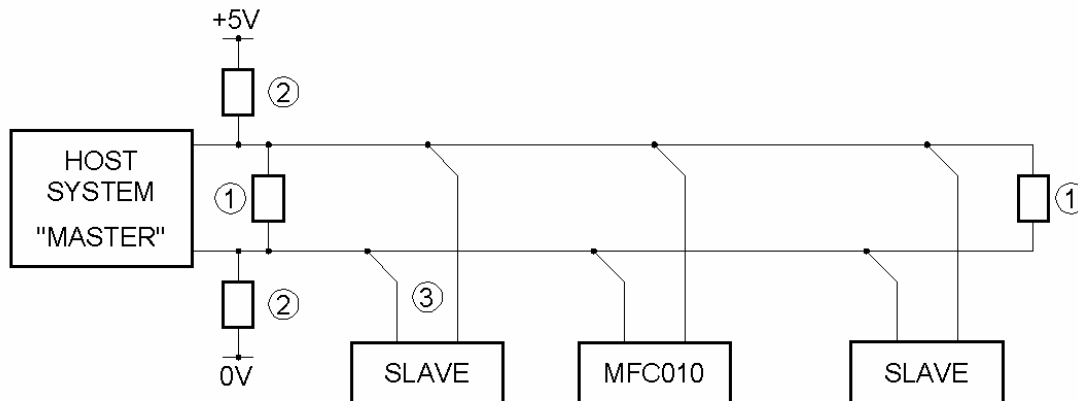 +5V
②
HOST
SYSTEM
"MASTER"
①
①
②
③
0V
SLAVE
MFC010
SLAVE